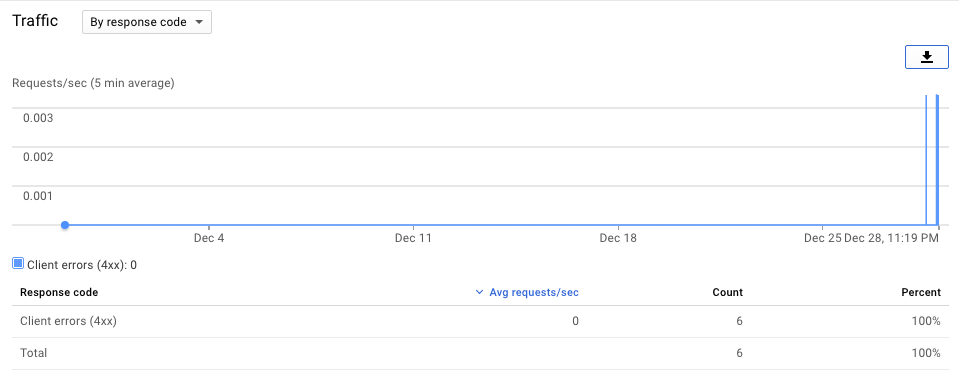 Traffic By response code
Requests/sec (5 min average)
0.003
0.002
0.001
Dec 4 Dec 11 Dec 18 Dec 25 Dec 28, 11:19 PM
Client errors (4xx): 0
Response code Avg requests/sec Count Percent
Client errors (4xx) 0 6 100%
Total 6 100%